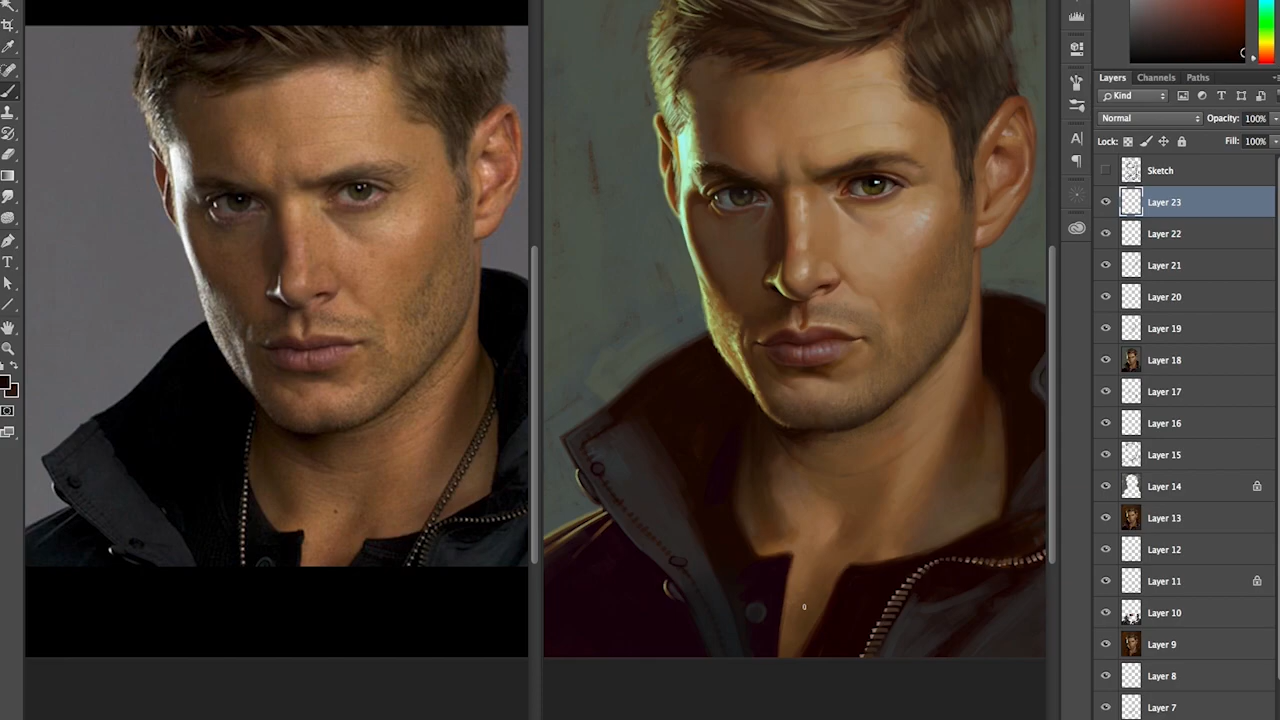 Layers Channels Paths
Kind
Normal Opacity: 100%
Lock: Fill: 100%
Sketch
Layer 23
Layer 22
Layer 21
Layer 20
Layer 19
Layer 18
Layer 17
Layer 16
Layer 15
Layer 14
Layer 13
Layer 12
Layer 11
Layer 10
Layer 9
Layer 8
Layer 7